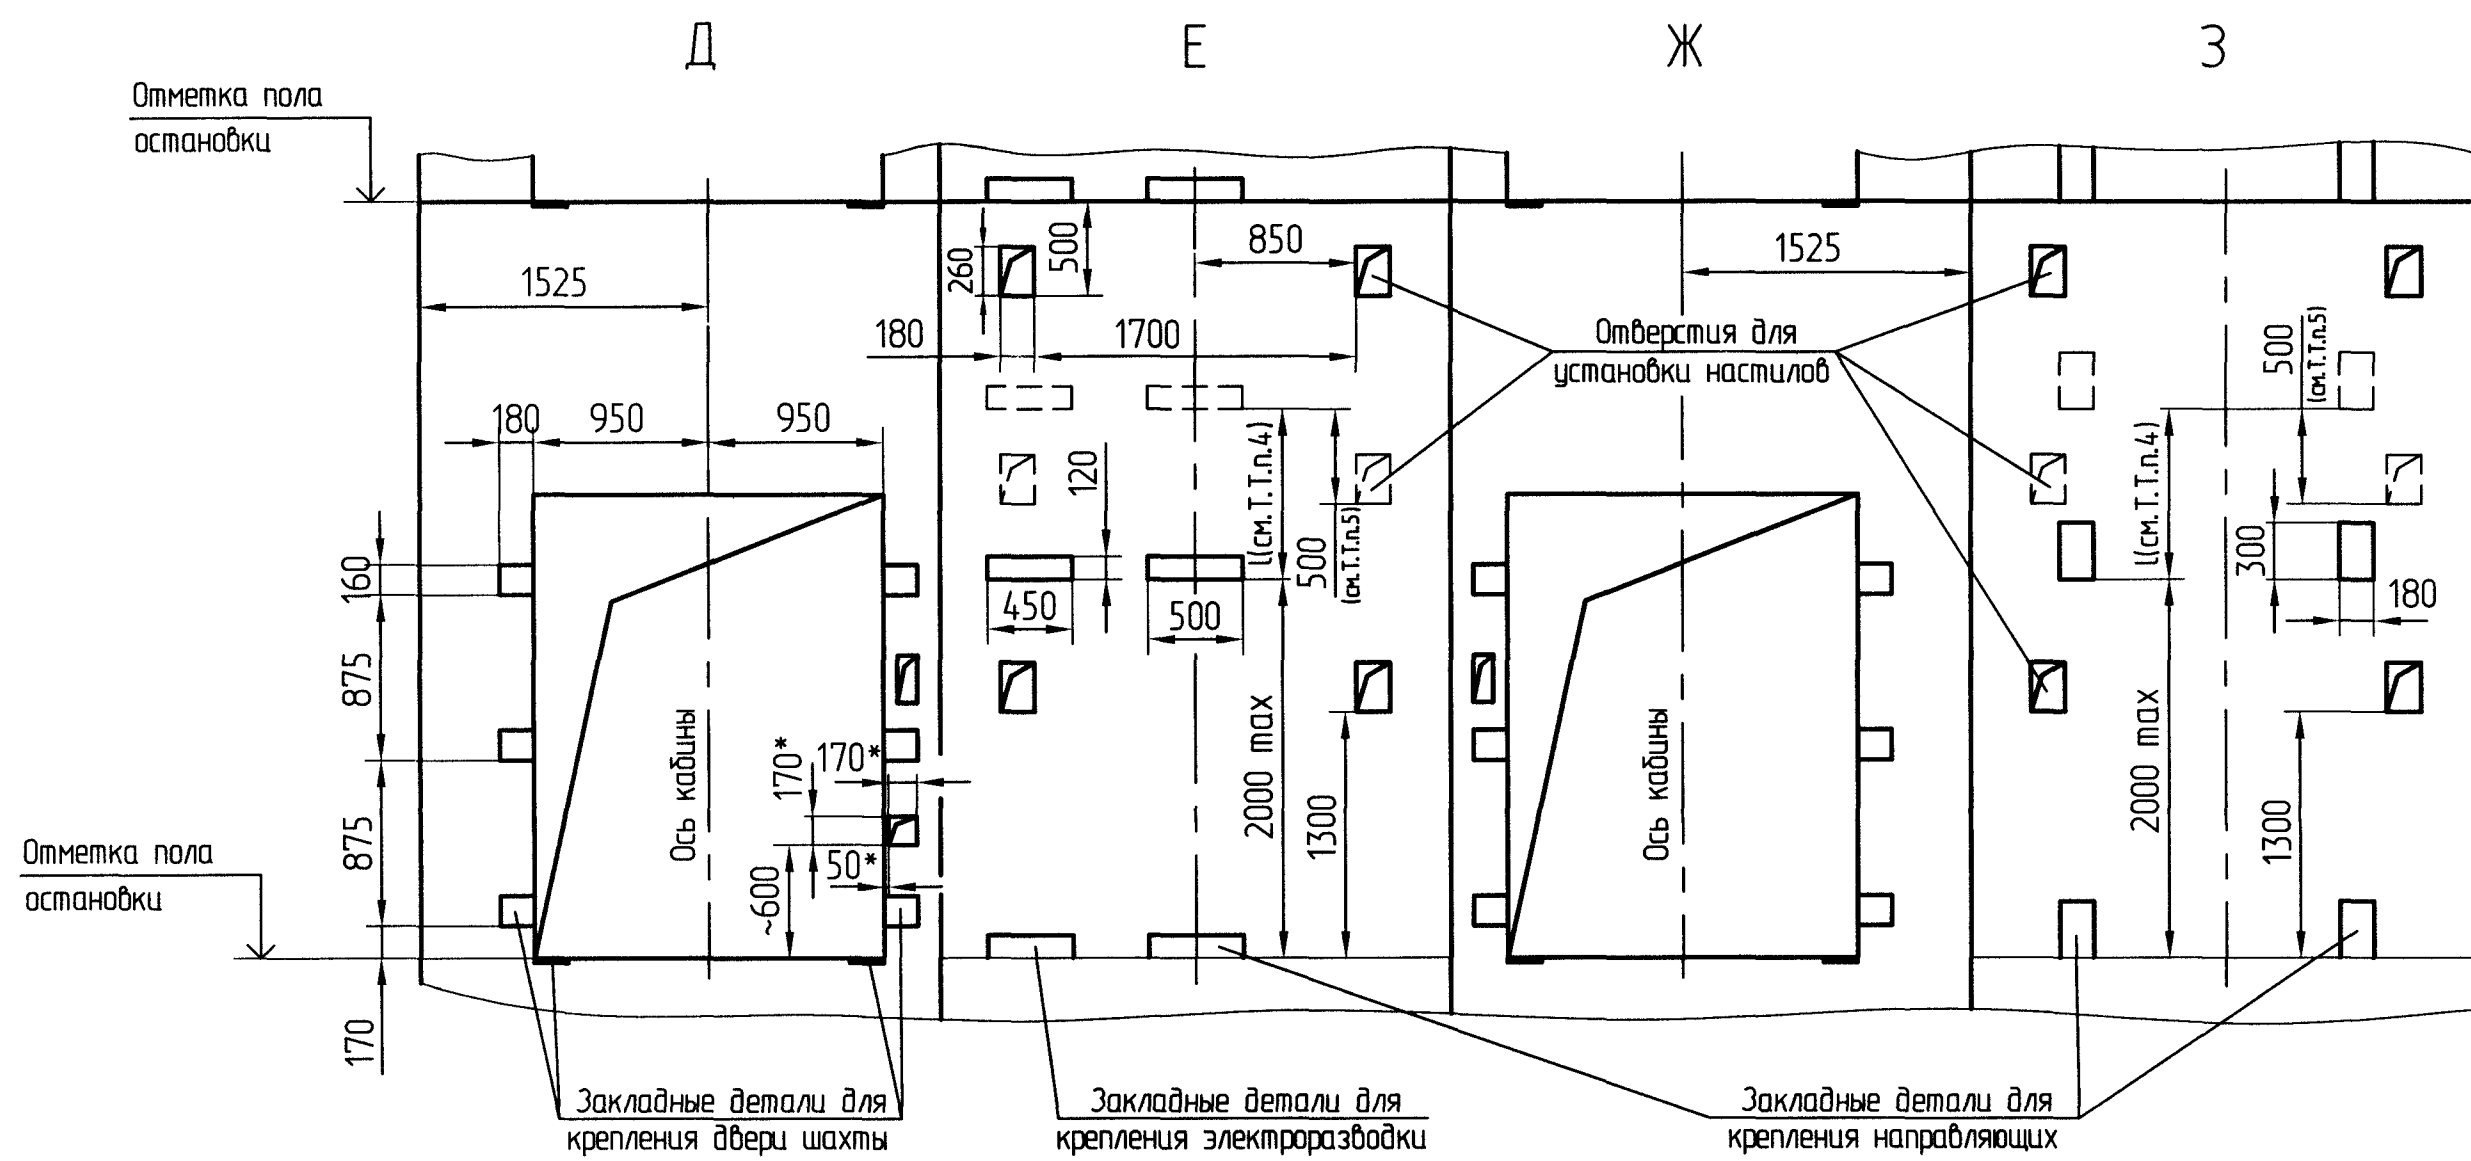 Д
Е
Ж
З
Отметка пола
остановки
1525
260
500
850
1525
180
1700
Отверстия для
установки настилов
500
(см.Т.Т.п.5)
180
950
950
120
l(см.Т.Т.п.4)
500
(см.Т.Т.п.5)
l(см.Т.Т.п.4)
300
180
160
450
500
875
Ось кабины
170*
170*
2000 max
1300
Ось кабины
2000 max
1300
875
50*
~600
Отметка пола
остановки
170
Закладные детали для
крепления двери шахты
Закладные детали для
крепления электроразводки
Закладные детали для
крепления направляющих